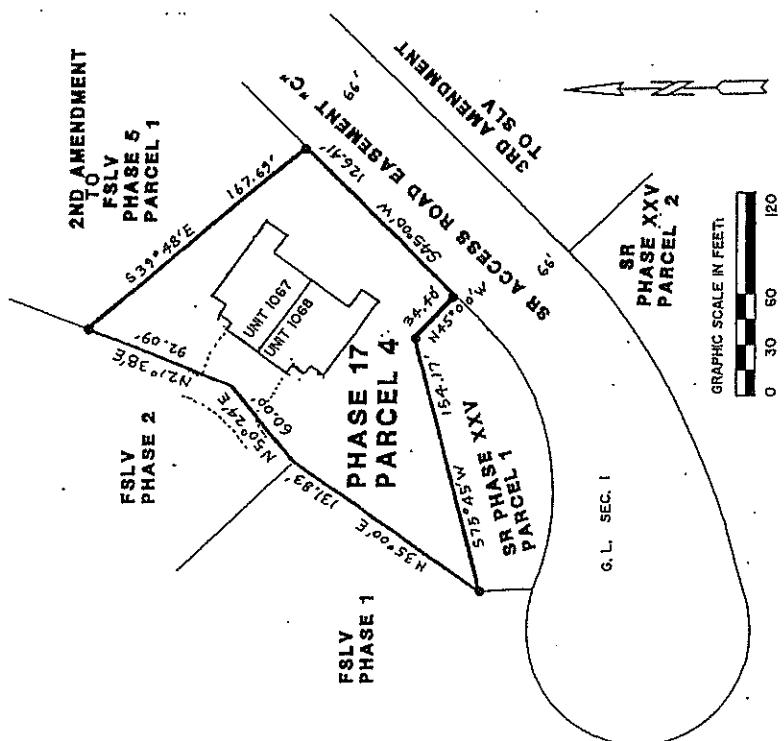 2ND AMENDMENT
TO
FSLV
PHASE 5
PARCEL 1
S39°48'E
167.69'
N21°38'E
92.09'
FSLV
PHASE 2
N50°24'E
60.00'
UNIT 1067
UNIT 1068
PHASE 17
PARCEL 4
131.83'
N35°00'E
FSLV
PHASE 1
126.41'
S45°00'W
34.46'
N45°00'W
154.17'
S75°45'W
SR PHASE XXV
PARCEL 1
SR ACCESS ROAD EASEMENT "C"
66'
66'
3RD AMENDMENT
TO SLV
SR
PHASE XXV
PARCEL 2
G.L. SEC. 1
GRAPHIC SCALE IN FEET:
0 30 60 120